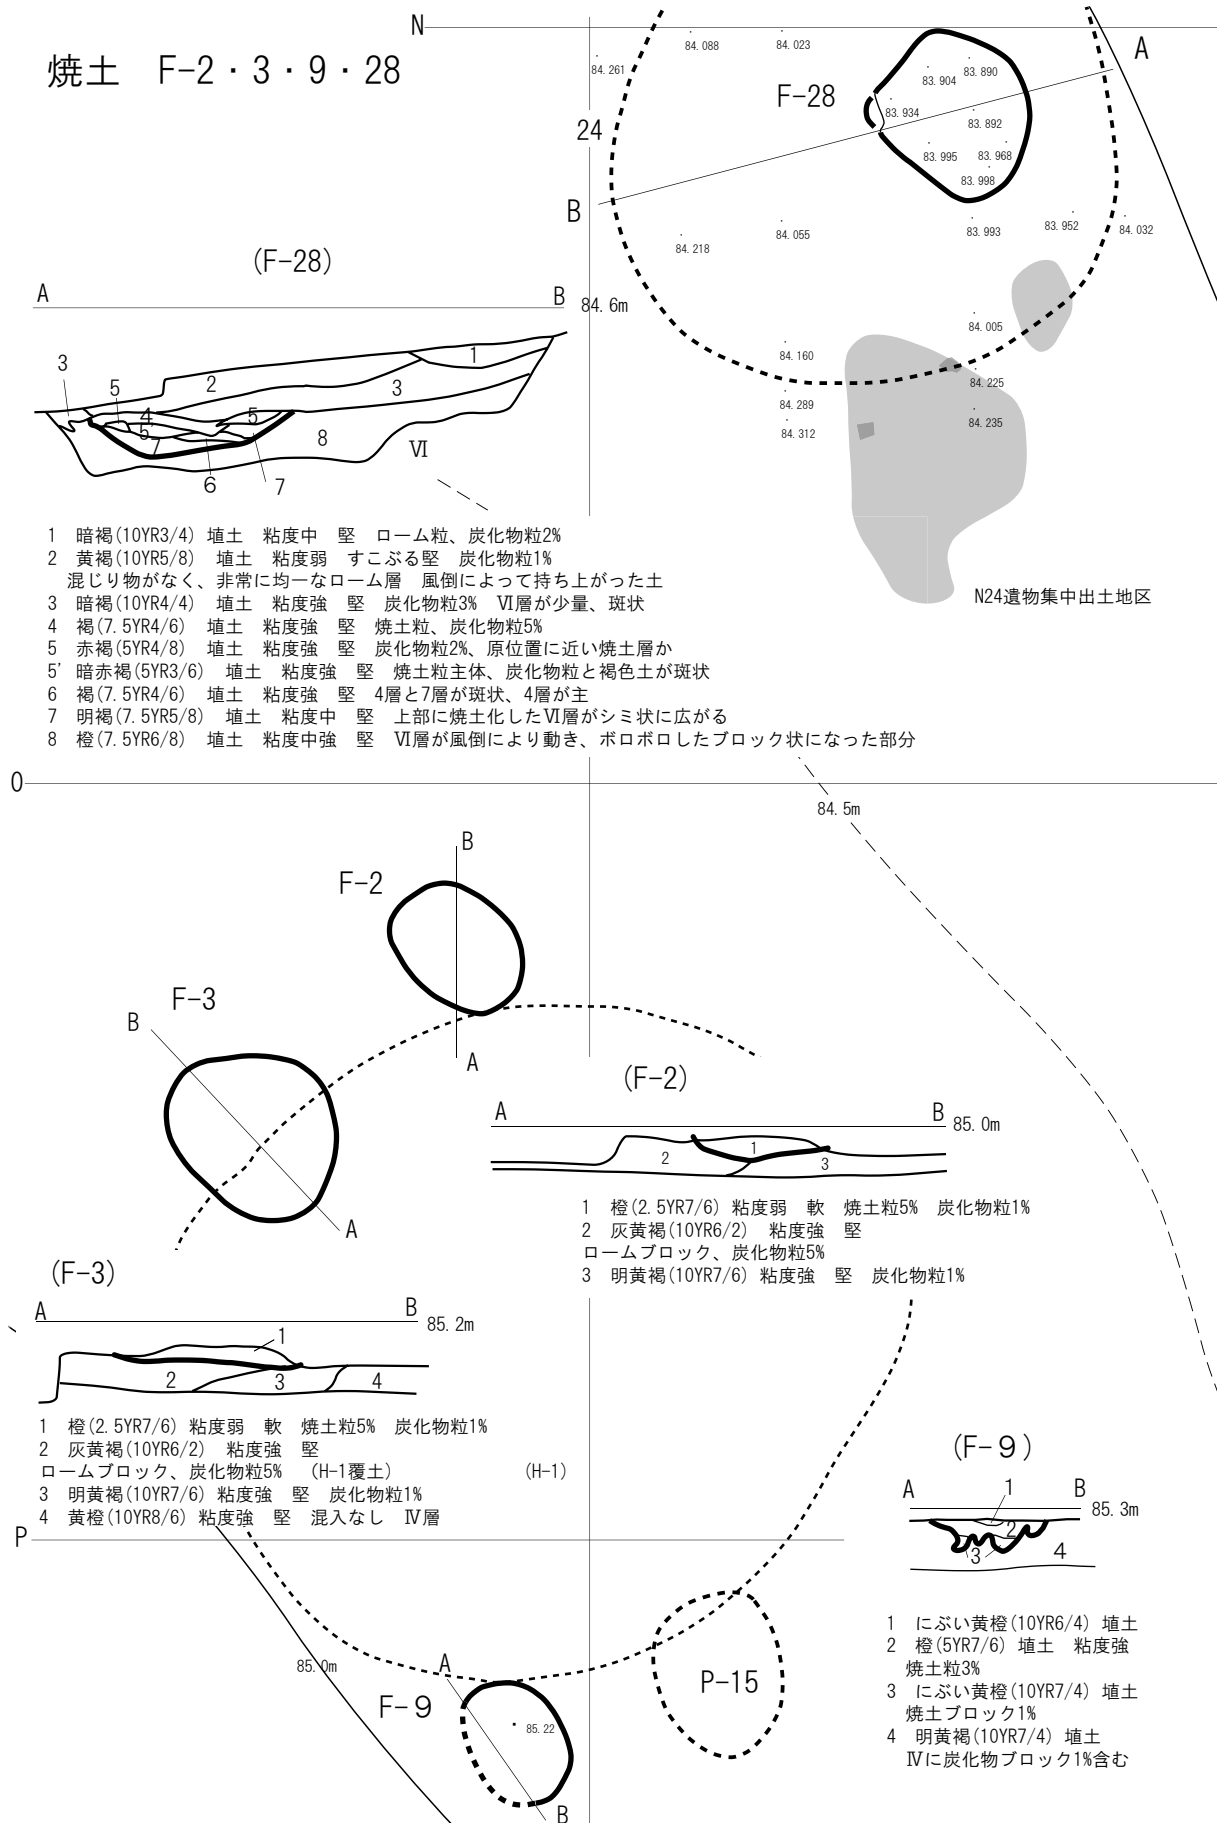 焼土　F-2・3・9・28
N
A
84.088
84.023
84.261
F-28
83.904
83.890
83.934
83.892
24
83.995
83.968
83.998
B
84.218
84.055
83.993
83.952
84.032
(F-28)
A
B
84.6m
84.005
84.160
84.225
84.289
84.235
84.312
1
2
3
3
5
4
5
5'
7
8
Ⅵ
6
7
N24遺物集中出土地区
1　暗褐(10YR3/4) 埴土　粘度中　堅　ローム粒、炭化物粒2%
2　黄褐(10YR5/8)　埴土　粘度弱　すこぶる堅　炭化物粒1%
混じり物がなく、非常に均一なローム層　風倒によって持ち上がった土
3　暗褐(10YR4/4)　埴土　粘度強　堅　炭化物粒3%　Ⅵ層が少量、斑状
4　褐(7.5YR4/6)　埴土　粘度強　堅　焼土粒、炭化物粒5%
5　赤褐(5YR4/8)　埴土　粘度強　堅　炭化物粒2%、原位置に近い焼土層か
5'　暗赤褐(5YR3/6)　埴土　粘度強　堅　焼土粒主体、炭化物粒と褐色土が斑状
6　褐(7.5YR4/6)　埴土　粘度強　堅　4層と7層が斑状、4層が主
7　明褐(7.5YR5/8)　埴土　粘度中　堅　上部に焼土化したⅥ層がシミ状に広がる
8　橙(7.5YR6/8)　埴土　粘度中強　堅　Ⅵ層が風倒により動き、ボロボロしたブロック状になった部分
O
84.5m
B
F-2
A
F-3
B
A
(F-2)
A
B
85.0m
1
2
3
1　橙(2.5YR7/6) 粘度弱　軟　焼土粒5%　炭化物粒1%
2　灰黄褐(10YR6/2)　粘度強　堅
ロームブロック、炭化物粒5%
3　明黄褐(10YR7/6) 粘度強　堅　炭化物粒1%
(F-3)
A
B
85.2m
1
2
3
4
1　橙(2.5YR7/6) 粘度弱　軟　焼土粒5%　炭化物粒1%
2　灰黄褐(10YR6/2)　粘度強　堅
ロームブロック、炭化物粒5%　(H-1覆土)
3　明黄褐(10YR7/6) 粘度強　堅　炭化物粒1%
4　黄橙(10YR8/6) 粘度強　堅　混入なし　Ⅳ層
(H-1)
P
(F-９)
A
B
85.3m
1
2
3
4
1　にぶい黄橙(10YR6/4) 埴土
2　橙(5YR7/6) 埴土　粘度強
焼土粒3%
3　にぶい黄橙(10YR7/4) 埴土
焼土ブロック1%
4　明黄褐(10YR7/4) 埴土
Ⅳに炭化物ブロック1%含む
85.0m
A
F-９
85.22
B
P-15